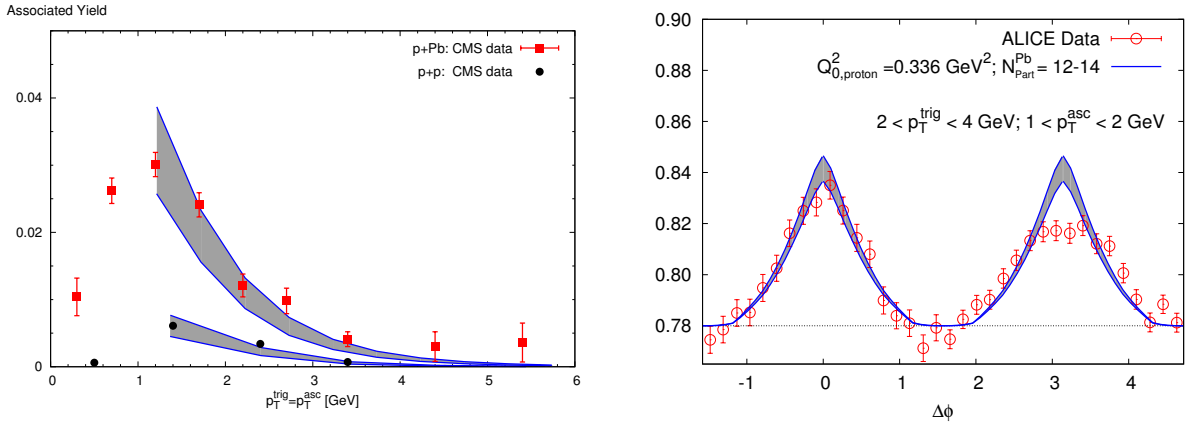 Associated Yield
p+Pb: CMS data
p+p: CMS data
0.04
0.02
0
0 1 2 3 4 5 6
p_T^trig=p_T^asc [GeV]
0.90
0.88
0.86
0.84
0.82
0.80
0.78
ALICE Data
Q^2_0,proton =0.336 GeV^2; N^Pb_Part = 12-14
2 < p_T^trig < 4 GeV; 1 < p_T^asc < 2 GeV
-1 0 1 2 3 4
Δϕ